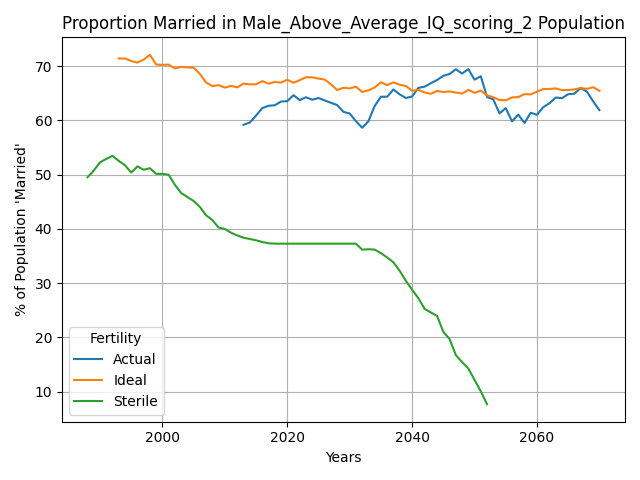 Proportion Married in Male_Above_Average_IQ_scoring_2 Population
% of Population 'Married'
70
60
50
40
30
20
10
Fertility
Actual
Ideal
Sterile
2000
2020
2040
2060
Years